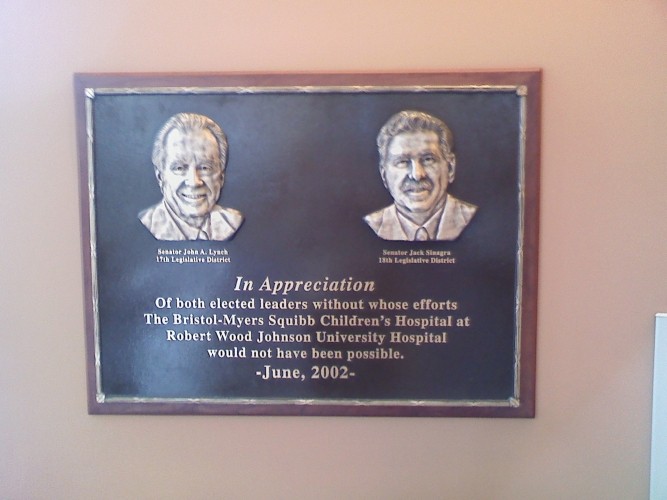 Senator John A. Lynch
17th Legislative District
Senator Jack Sinagra
18th Legislative District
In Appreciation
Of both elected leaders without whose efforts
The Bristol-Myers Squibb Children's Hospital at
Robert Wood Johnson University Hospital
would not have been possible.
-June, 2002-